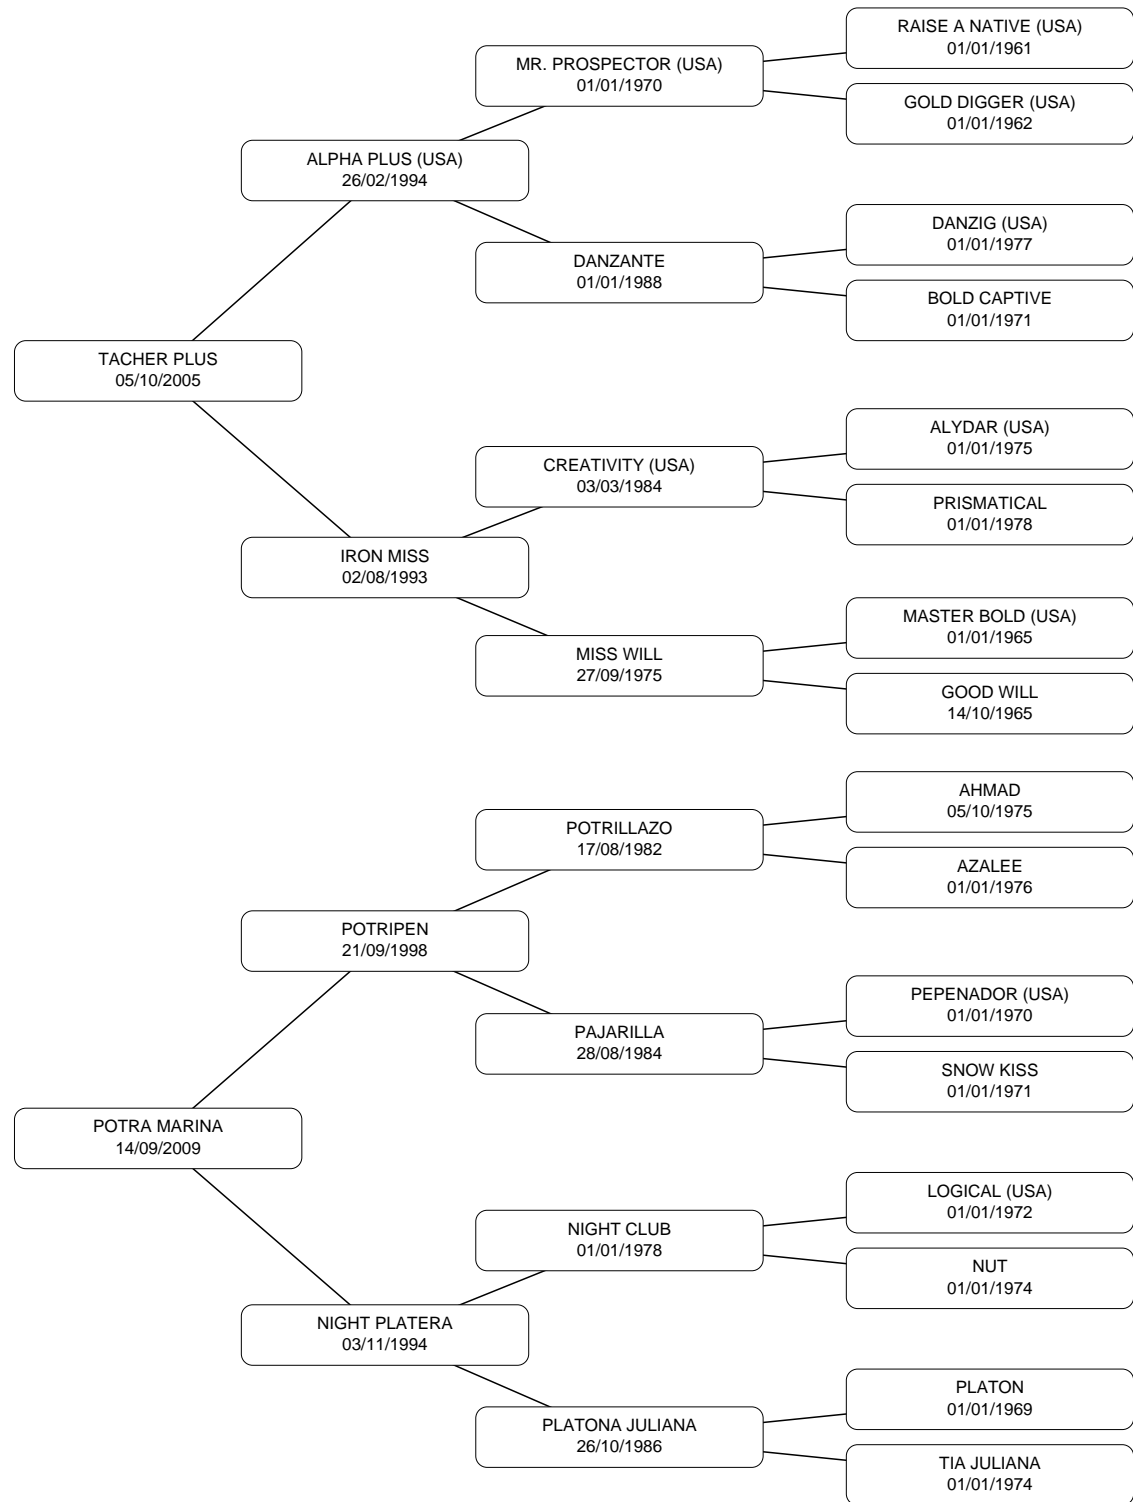 RAISE A NATIVE (USA)
01/01/1961
MR. PROSPECTOR (USA)
01/01/1970
GOLD DIGGER (USA)
01/01/1962
ALPHA PLUS (USA)
26/02/1994
DANZIG (USA)
01/01/1977
DANZANTE
01/01/1988
BOLD CAPTIVE
01/01/1971
TACHER PLUS
05/10/2005
ALYDAR (USA)
01/01/1975
CREATIVITY (USA)
03/03/1984
PRISMATICAL
01/01/1978
IRON MISS
02/08/1993
MASTER BOLD (USA)
01/01/1965
MISS WILL
27/09/1975
GOOD WILL
14/10/1965
AHMAD
05/10/1975
POTRILLAZO
17/08/1982
AZALEE
01/01/1976
POTRIPEN
21/09/1998
PEPENADOR (USA)
01/01/1970
PAJARILLA
28/08/1984
SNOW KISS
01/01/1971
POTRA MARINA
14/09/2009
LOGICAL (USA)
01/01/1972
NIGHT CLUB
01/01/1978
NUT
01/01/1974
NIGHT PLATERA
03/11/1994
PLATON
01/01/1969
PLATONA JULIANA
26/10/1986
TIA JULIANA
01/01/1974